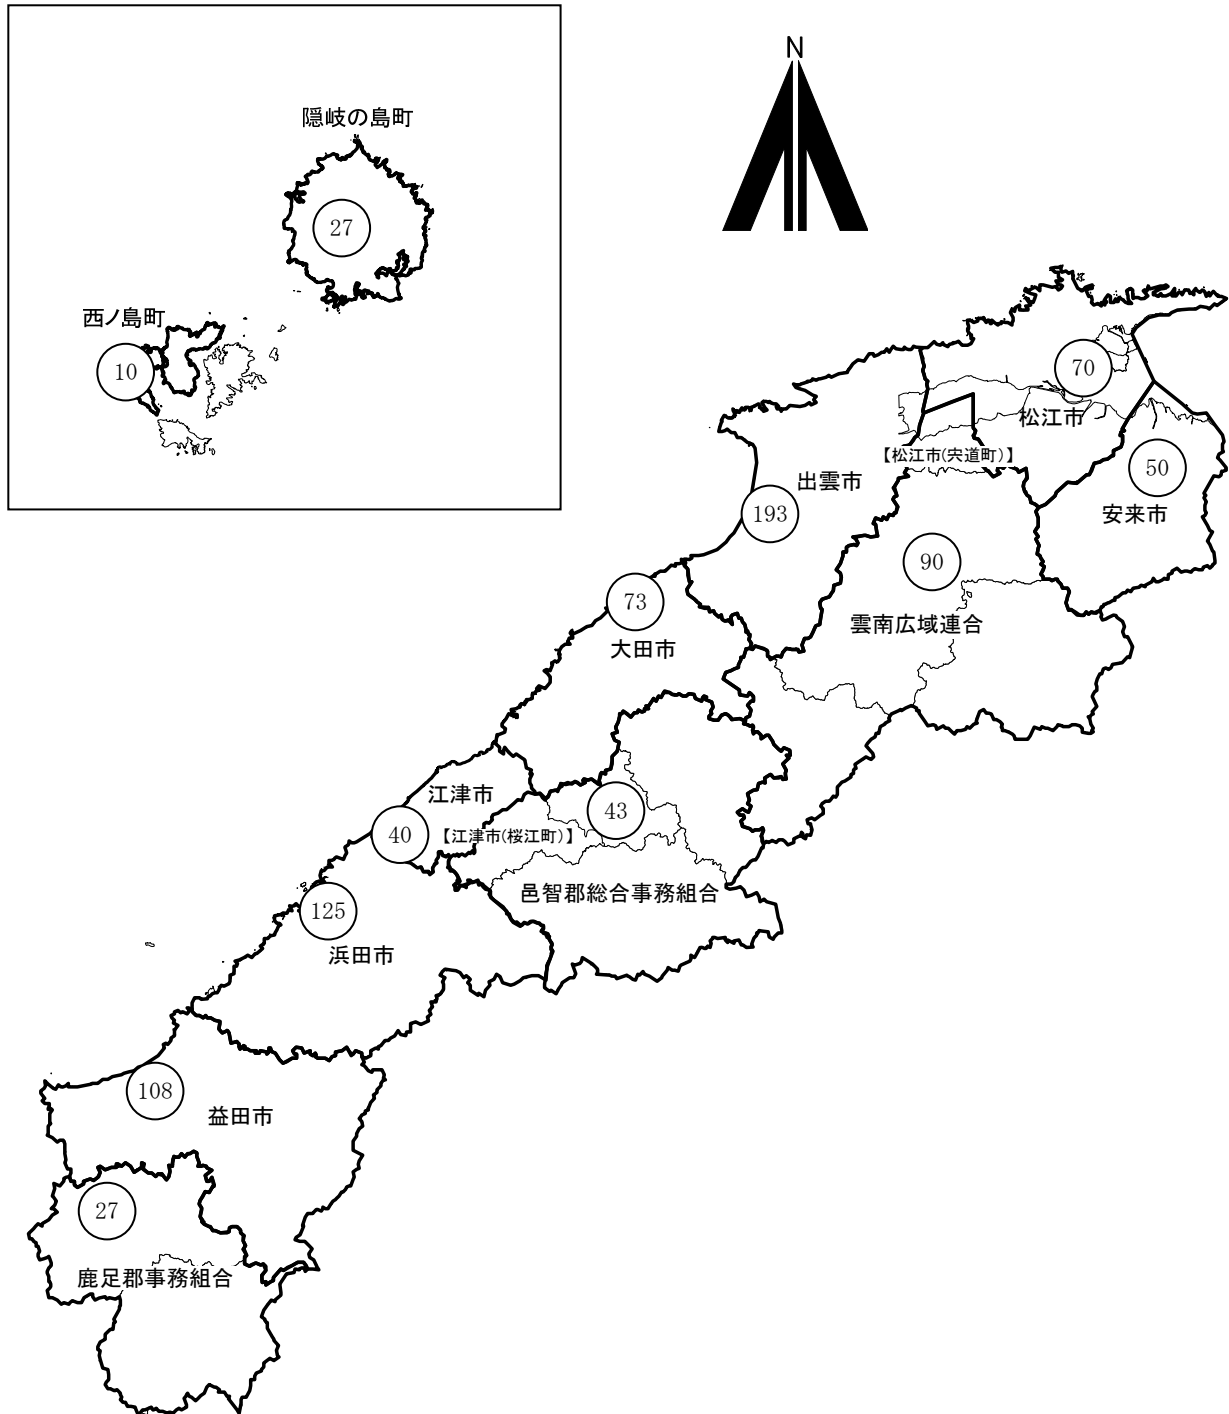 N
隠岐の島町
27
西ノ島町
10
70
松江市
【松江市(宍道町)】
50
安来市
出雲市
193
90
雲南広域連合
73
大田市
江津市
40
【江津市(桜江町)】
43
邑智郡総合事務組合
125
浜田市
108
益田市
27
鹿足郡事務組合